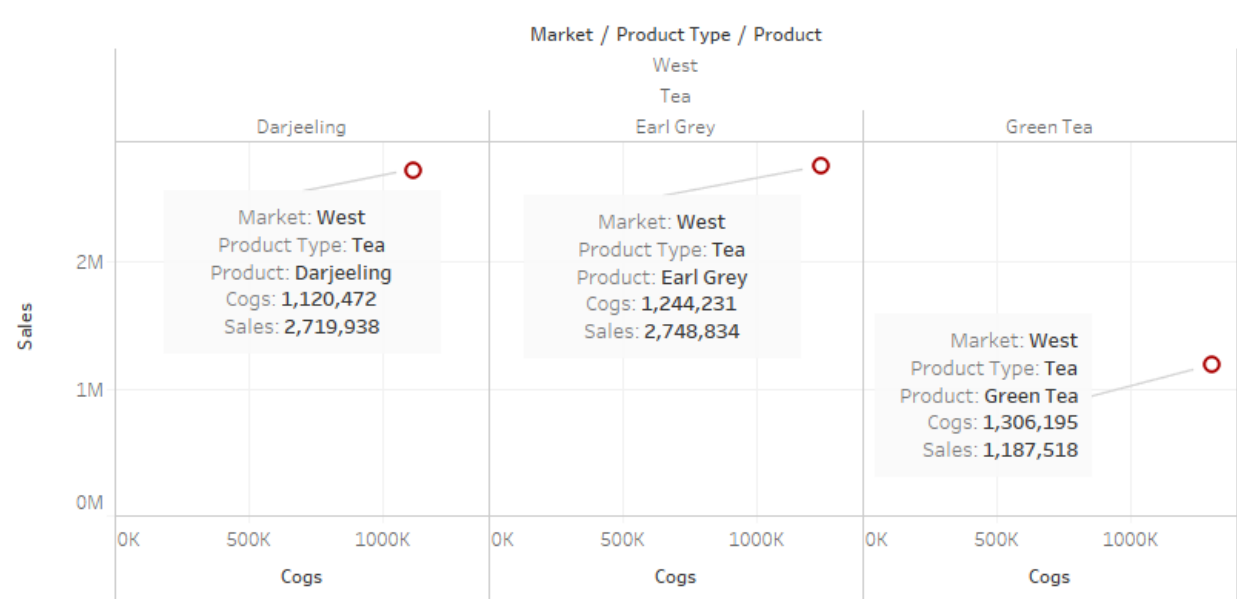 Market / Product Type / Product
West
Tea
Darjeeling Earl Grey Green Tea
Market: West
Product Type: Tea
Product: Darjeeling
Cogs: 1,120,472
Sales: 2,719,938
Market: West
Product Type: Tea
Product: Earl Grey
Cogs: 1,244,231
Sales: 2,748,834
Market: West
Product Type: Tea
Product: Green Tea
Cogs: 1,306,195
Sales: 1,187,518
Sales
2M
1M
0M
0K 500K 1000K 0K 500K 1000K 0K 500K 1000K
Cogs Cogs Cogs